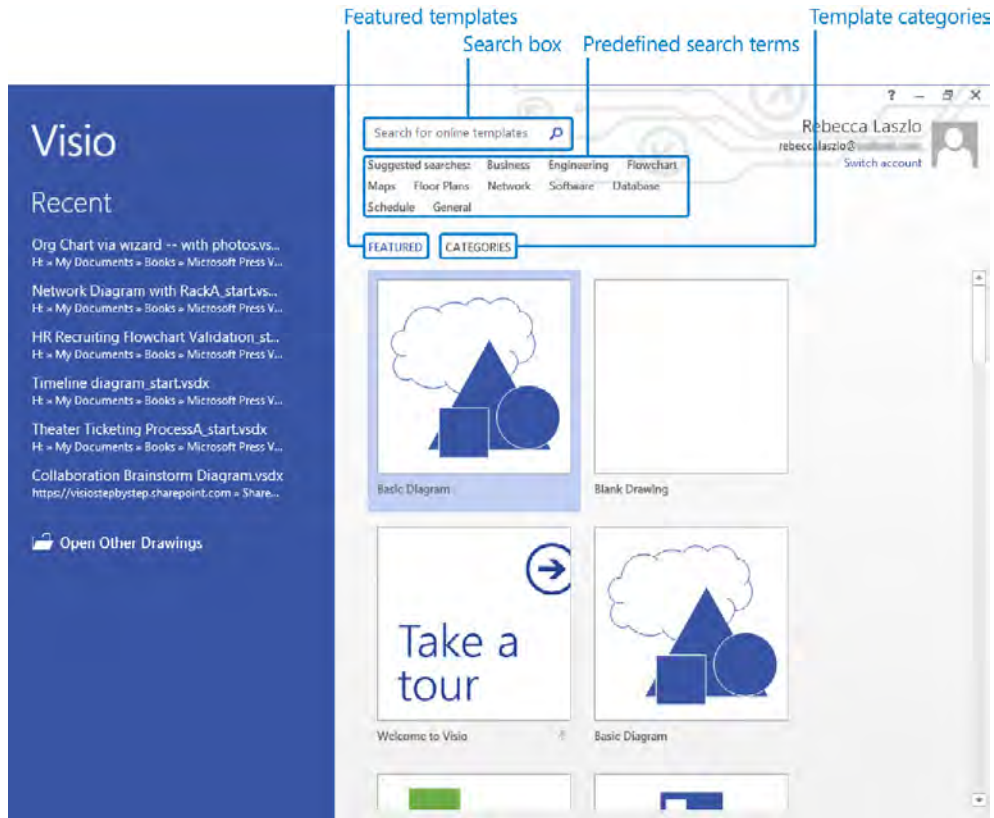 Featured templates
Template categories
Search box
Predefined search terms
?
Visio
Recent
Org Chart via wizard -- with photos.vs...
H: » My Documents » Books » Microsoft Press V...
Network Diagram with RackA_start.vs...
H: » My Documents » Books » Microsoft Press V...
HR Recruiting Flowchart Validation_st...
H: » My Documents » Books » Microsoft Press V...
Timeline diagram_start.vsdx
H: » My Documents » Books » Microsoft Press V...
Theater Ticketing ProcessA_start.vsdx
H: » My Documents » Books » Microsoft Press V...
Collaboration Brainstorm Diagram.vsdx
https://visiostepbystep.sharepoint.com » Share...
Open Other Drawings
Search for online templates
Rebecca Laszlo
rebeccalaszlo@
Switch account
Suggested searches: Business Engineering Flowchart
Maps Floor Plans Network Software Database
Schedule General
FEATURED CATEGORIES
Basic Diagram
Blank Drawing
Take a
tour
Welcome to Visio
Basic Diagram